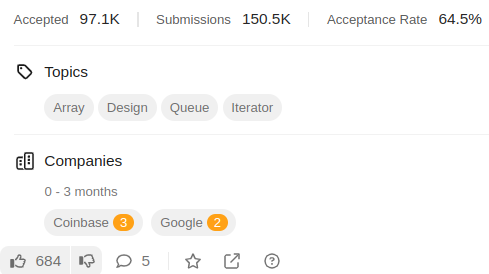 Accepted 97.1K Submissions 150.5K Acceptance Rate 64.5%
Topics
Array Design Queue Iterator
Companies
0 - 3 months
Coinbase 3 Google 2
684 5